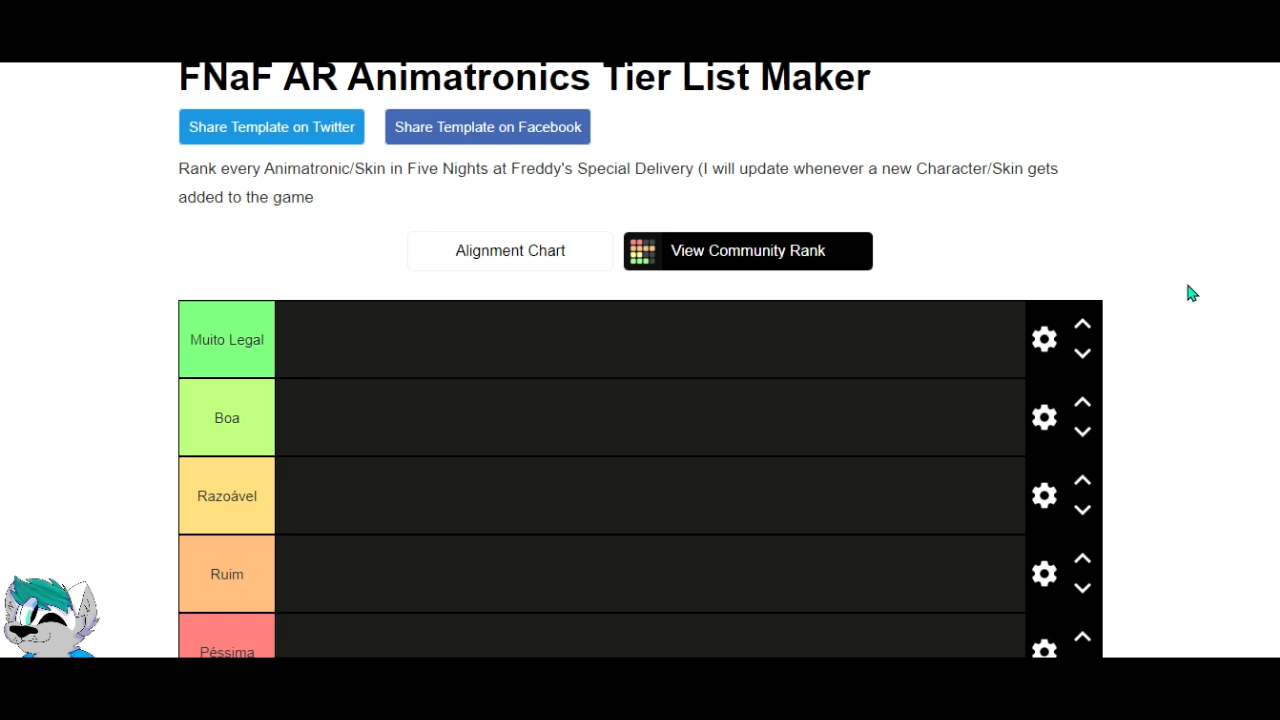 FNaF AR Animatronics Tier List Maker
Share Template on Twitter
Share Template on Facebook
Rank every Animatronic/Skin in Five Nights at Freddy's Special Delivery (I will update whenever a new Character/Skin gets
added to the game
Alignment Chart
View Community Rank
Muito Legal
Boa
Razoável
Ruim
Péssima